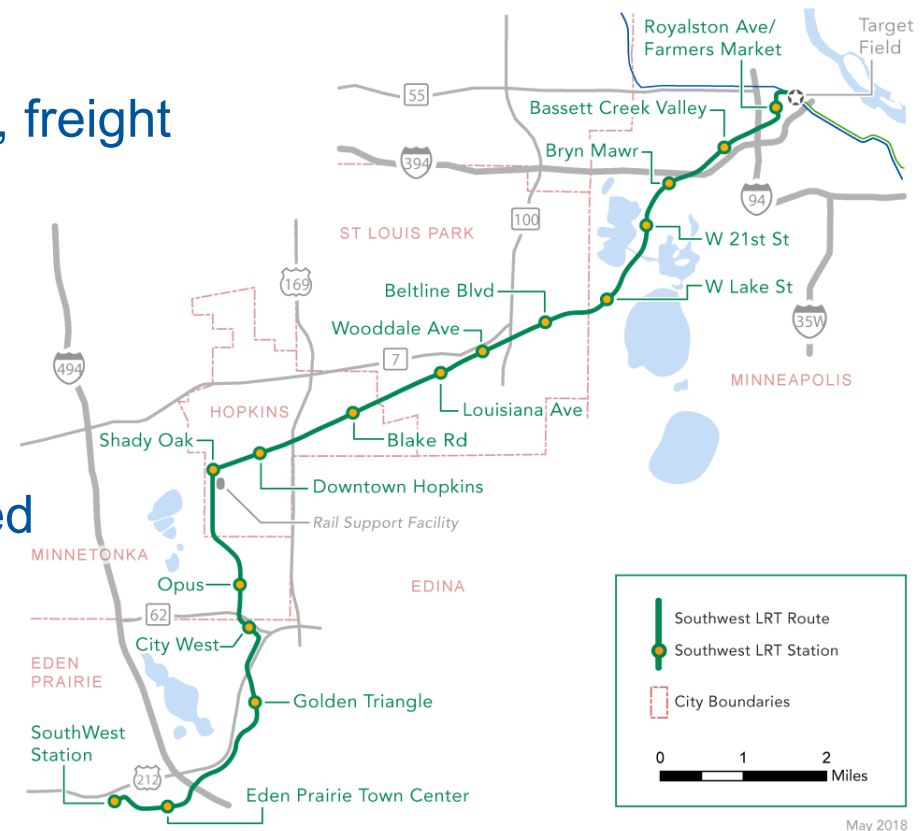 , freight
ed
Royalston Ave/
Farmers Market
Target
Field
55
Bassett Creek Valley
394
Bryn Mawr
94
100
ST LOUIS PARK
W 21st St
169
Beltline Blvd
W Lake St
35W
Wooddale Ave
7
494
MINNEAPOLIS
HOPKINS
Louisiana Ave
Shady Oak
Blake Rd
Downtown Hopkins
Rail Support Facility
MINNETONKA
Opus
EDINA
62
City West
EDEN
PRAIRIE
Golden Triangle
SouthWest
Station
212
Eden Prairie Town Center
Southwest LRT Route
Southwest LRT Station
City Boundaries
0 1 2
Miles
May 2018